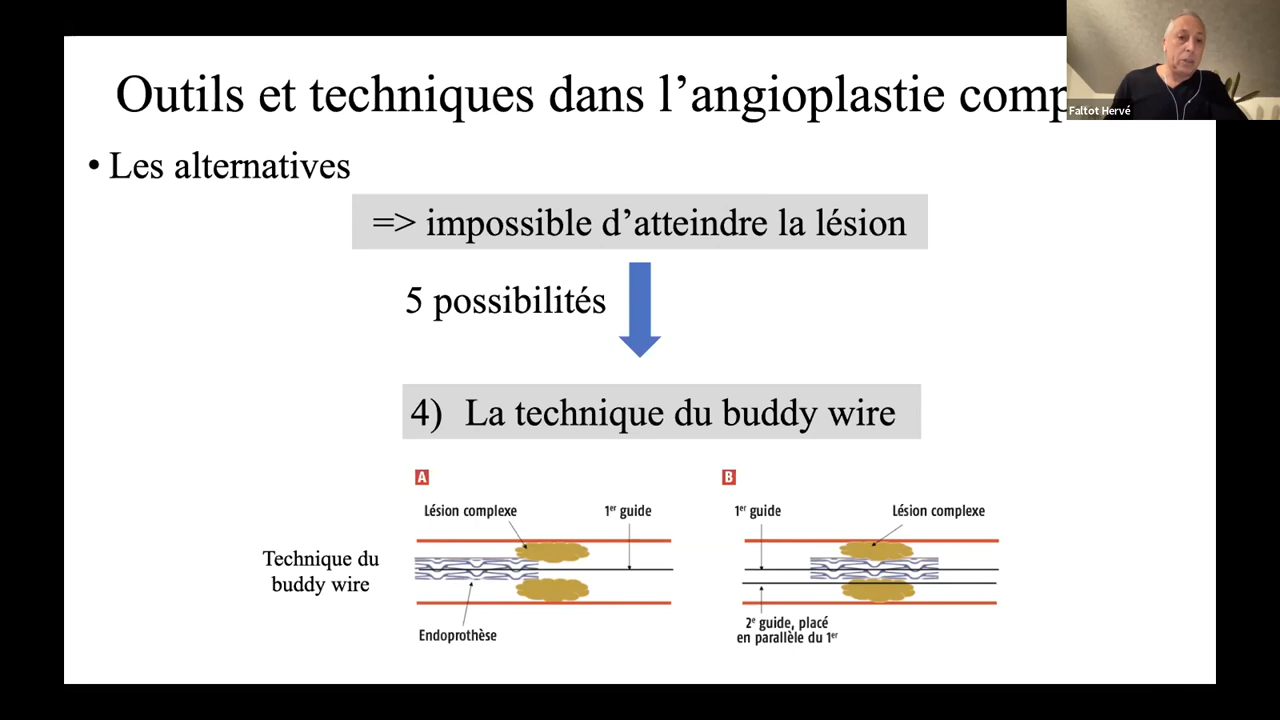 Outils et techniques dans l’angioplastie comp
Faltot Hervé
• Les alternatives
=> impossible d’atteindre la lésion
5 possibilités
4) La technique du buddy wire
A
B
Lésion complexe
1er guide
1er guide
Lésion complexe
Technique du
buddy wire
Endoprothèse
2e guide, placé
en parallèle du 1er